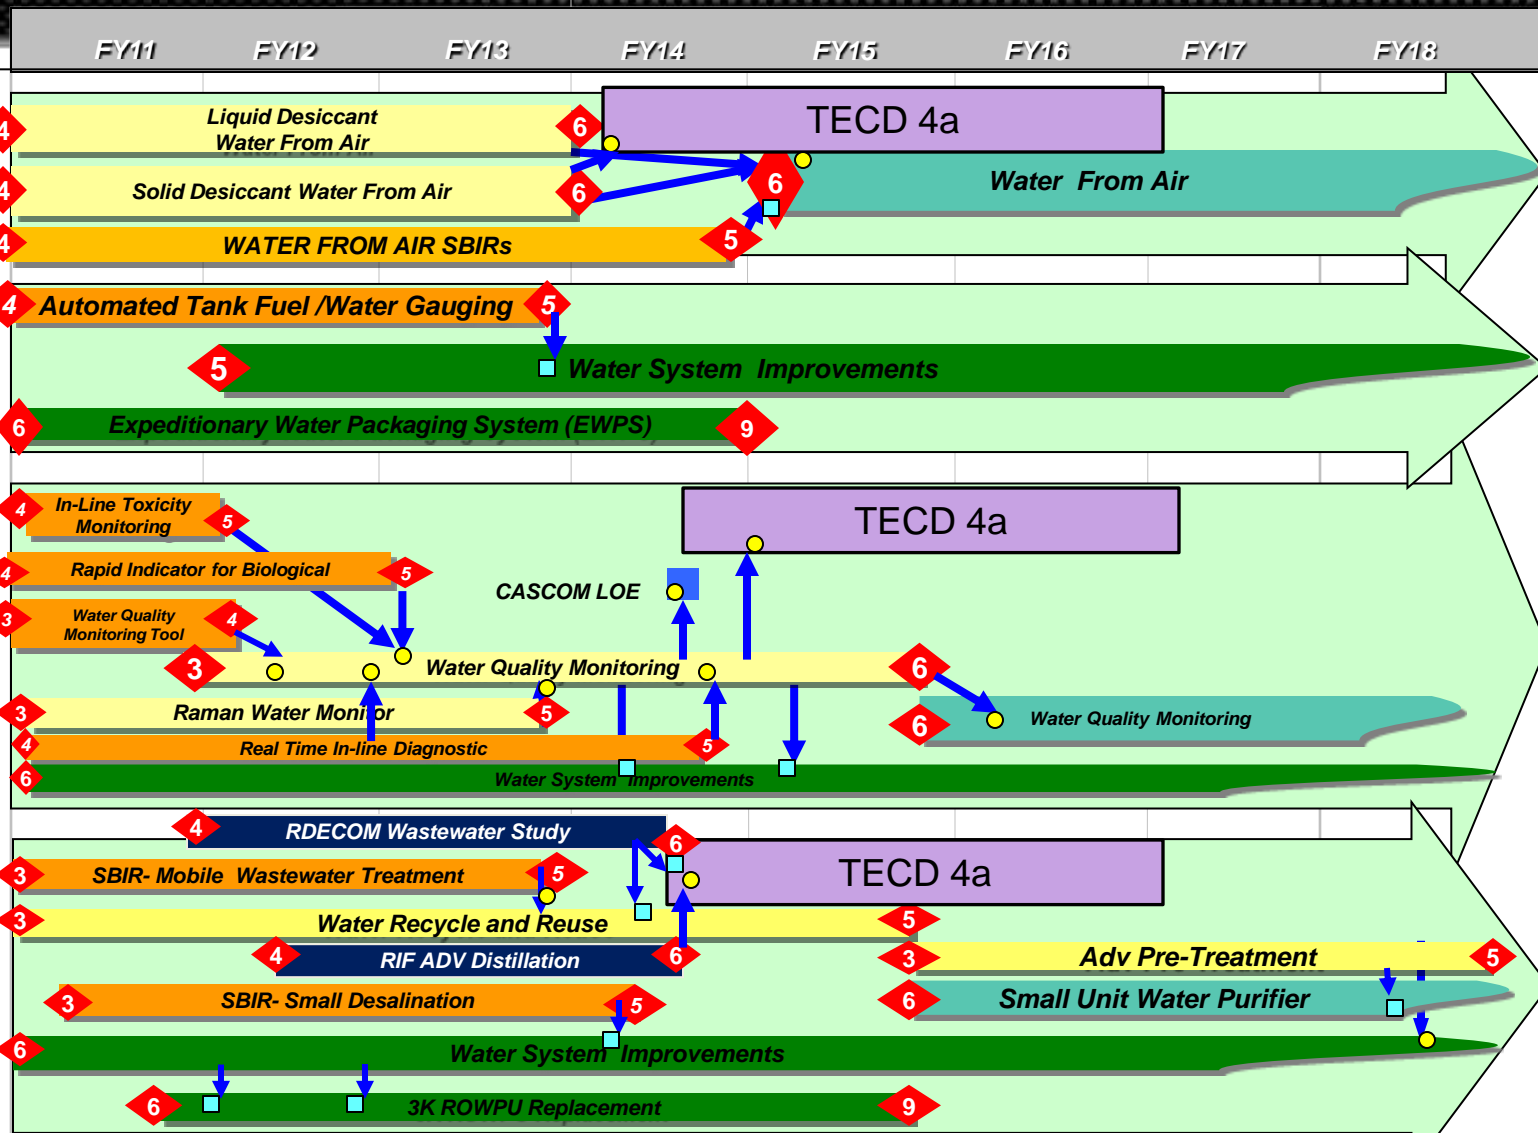 FY11 FY12 FY13 FY14 FY15 FY16 FY17 FY18
4 Liquid Desiccant
Water From Air 6
TECD 4a
4 Solid Desiccant Water From Air 6
6 Water From Air
4 WATER FROM AIR SBIRs 5
4 Automated Tank Fuel /Water Gauging 5
5 Water System Improvements
6 Expeditionary Water Packaging System (EWPS) 9
4 In-Line Toxicity
Monitoring 5
TECD 4a
4 Rapid Indicator for Biological 5
CASCOM LOE
3 Water Quality
Monitoring Tool 4
3 Water Quality Monitoring 6
3 Raman Water Monitor 5
6 Water Quality Monitoring
4 Real Time In-line Diagnostic 5
6 Water System Improvements
4 RDECOM Wastewater Study 6
TECD 4a
3 SBIR- Mobile Wastewater Treatment 5
3 Water Recycle and Reuse 5
4 RIF ADV Distillation 6
3 Adv Pre-Treatment 5
3 SBIR- Small Desalination 5
6 Small Unit Water Purifier
6 Water System Improvements
6 3K ROWPU Replacement 9